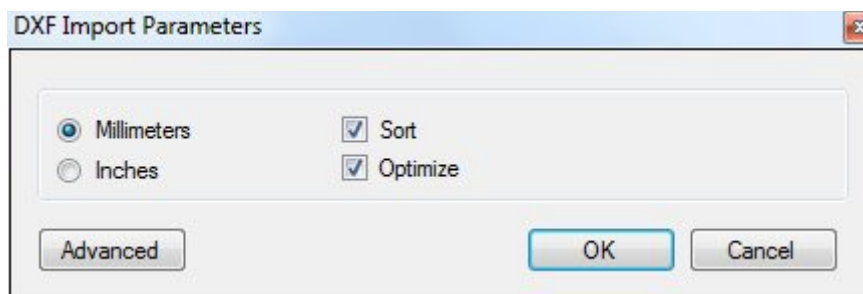 DXF Import Parameters
Millimeters Sort
Inches Optimize
Advanced OK Cancel